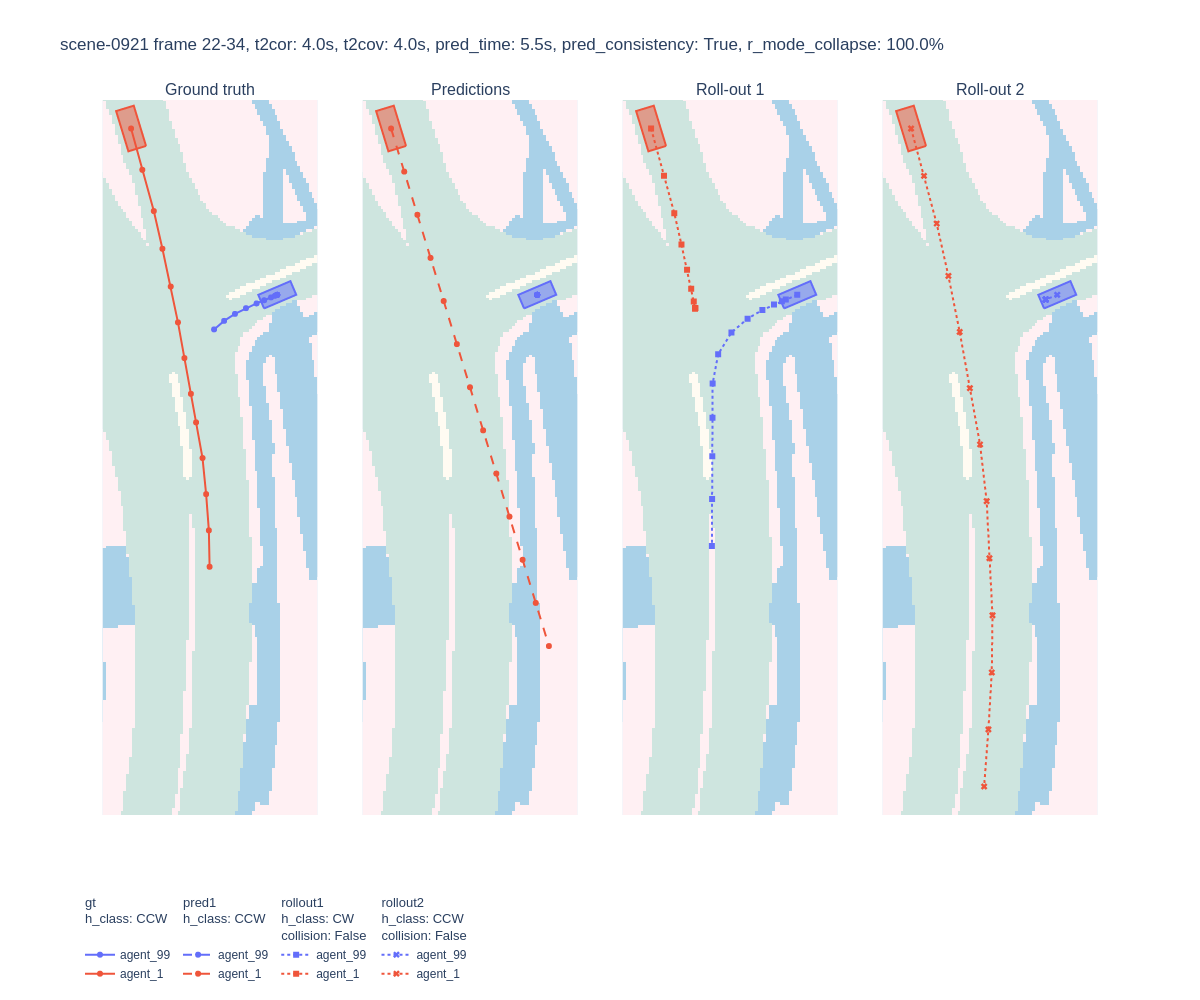 scene-0921 frame 22-34, t2cor: 4.0s, t2cov: 4.0s, pred_time: 5.5s, pred_consistency: True, r_mode_collapse: 100.0%
Ground truth
Predictions
Roll-out 1
Roll-out 2
gt
h_class: CCW
agent_99
agent_1
pred1
h_class: CCW
agent_99
agent_1
rollout1
h_class: CW
collision: False
agent_99
agent_1
rollout2
h_class: CCW
collision: False
agent_99
agent_1